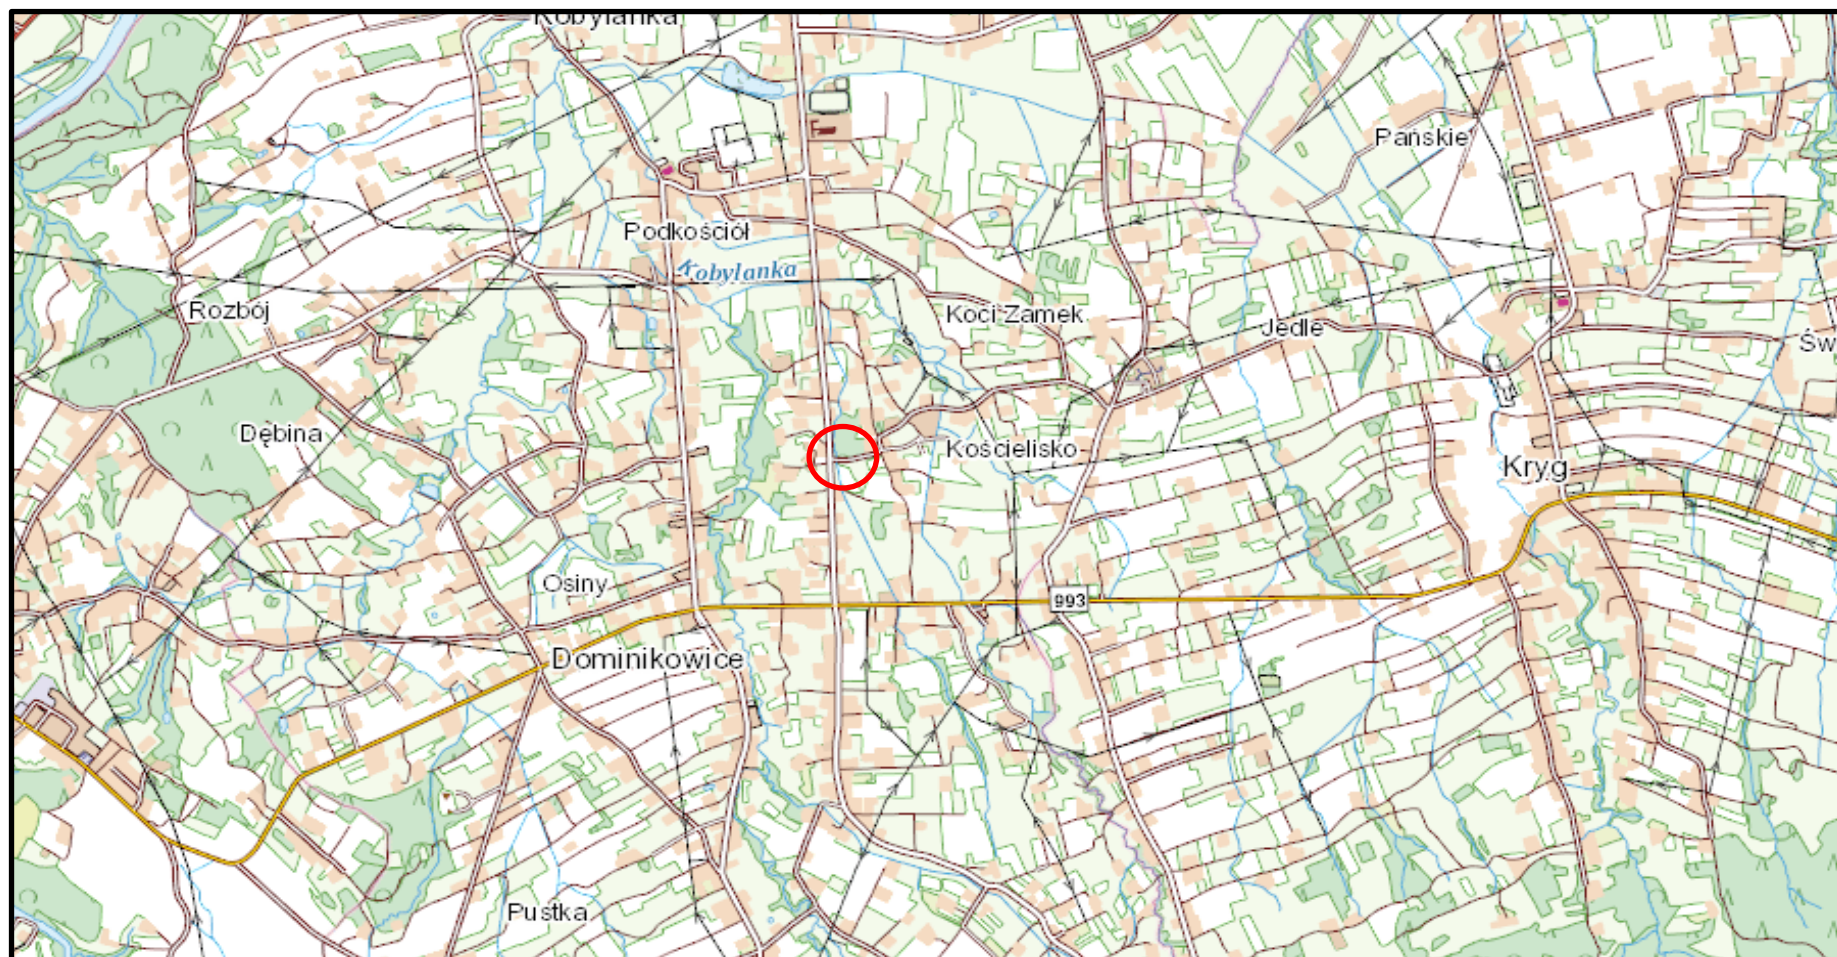 Kobylanka
Pańskie
Podkościół
Kobylanka
Rozbój
Koci Zamek
Jedle
Św
Dębina
Kościelisko
Kryg
Osiny
993
Dominikowice
Pustka